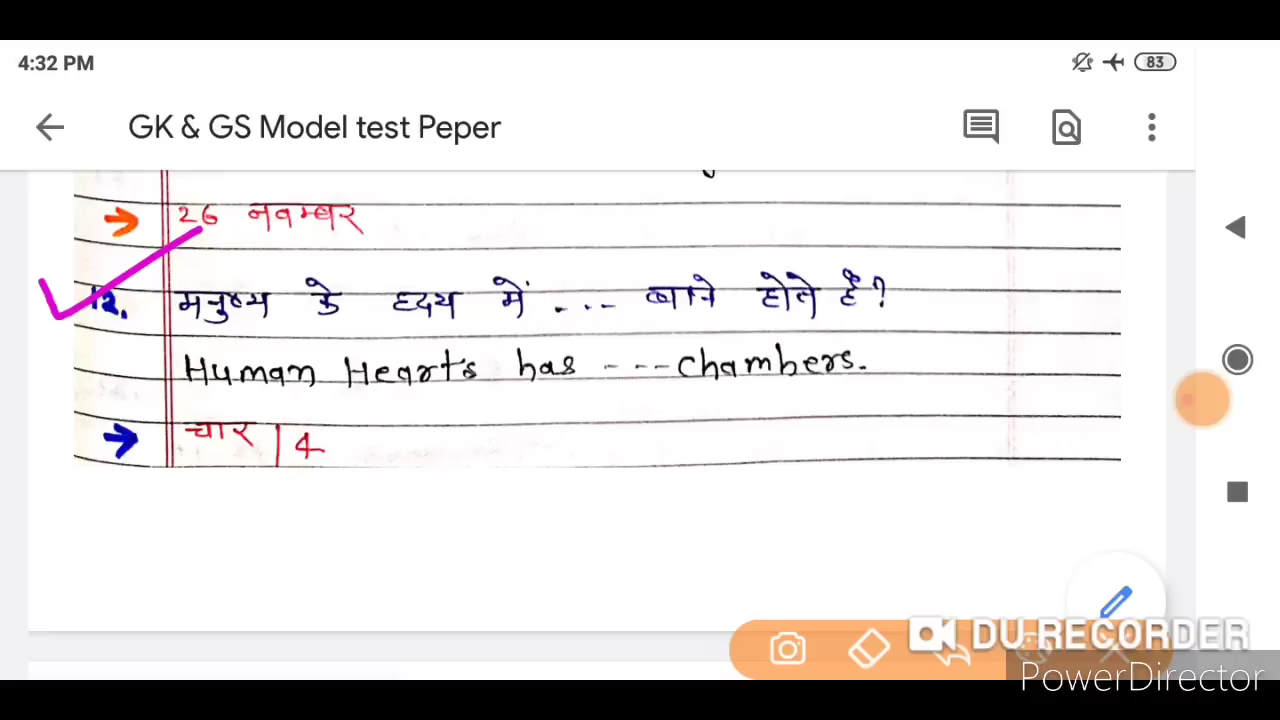 4:32 PM
83
GK & GS Model test Peper
26 नवम्बर
12. मनुष्य के हृदय में ... खाने होते है?
Human Heart's has --- chambers.
चार | 4
DU RECORDER
PowerDirector